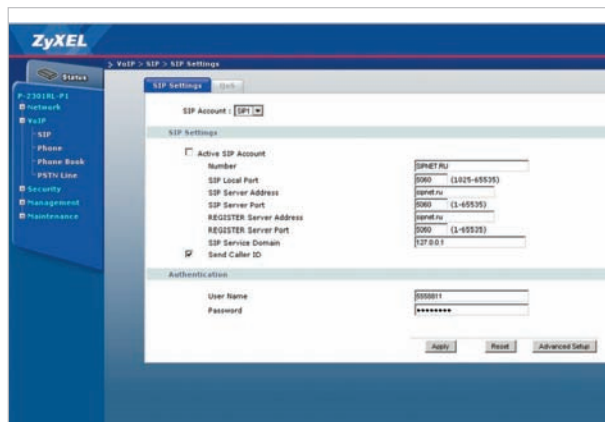 ZyXEL
Status
> VoIP > SIP > SIP Settings
P-2301RL-P1
Network
VoIP
SIP
Phone
Phone Book
PSTN Line
Security
Management
Maintenance
SIP Settings
QoS
SIP Account : SIP1
SIP Settings
Active SIP Account
Number SIPNET.RU
SIP Local Port 5060 (1025-65535)
SIP Server Address sipnet.ru
SIP Server Port 5060 (1-65535)
REGISTER Server Address sipnet.ru
REGISTER Server Port 5060 (1-65535)
SIP Service Domain 127.0.0.1
Send Caller ID
Authentication
User Name 5558811
Password ••••••••
Apply Reset Advanced Setup